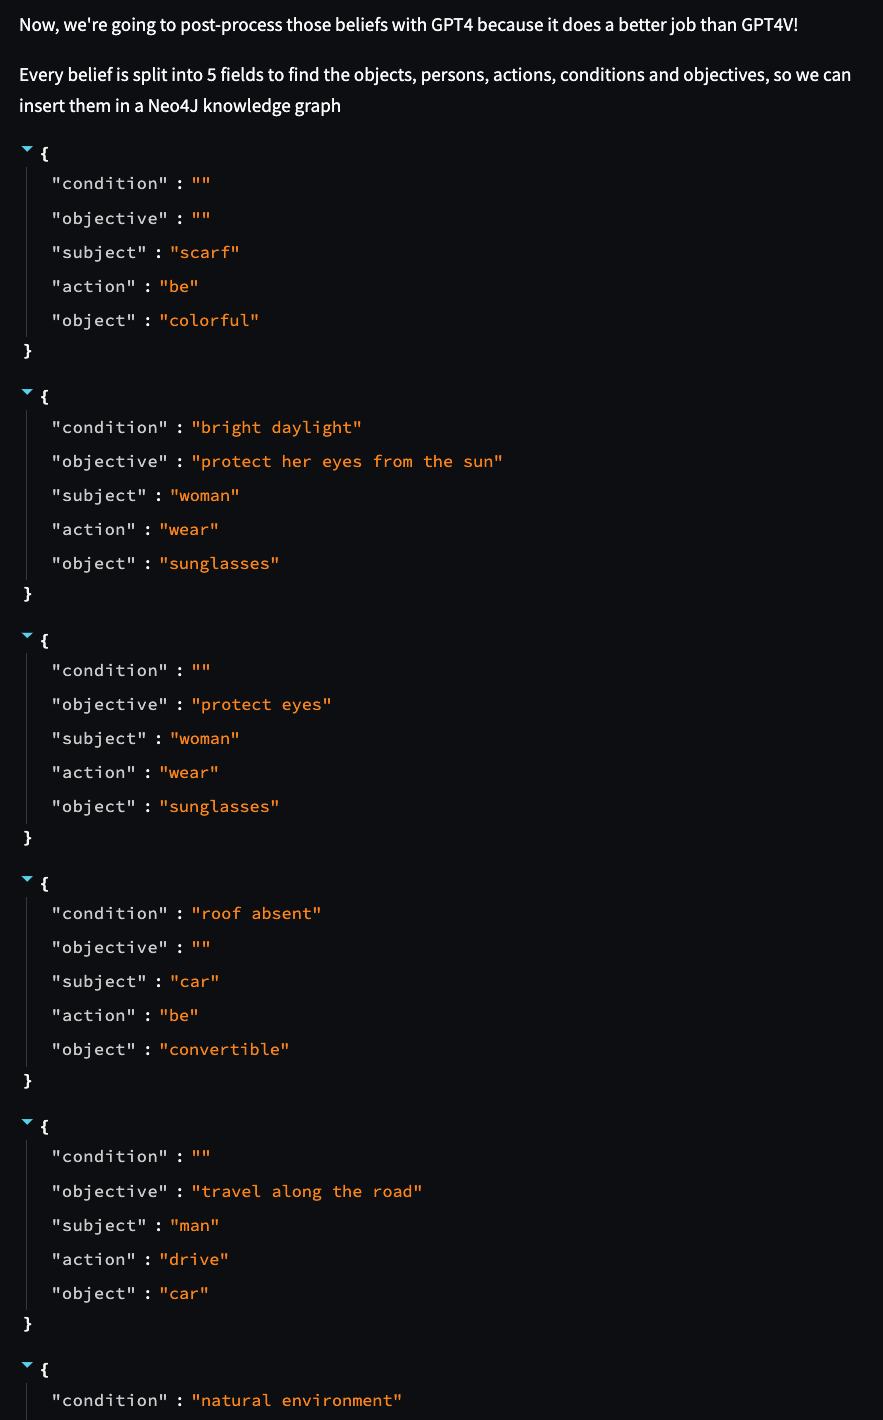 Now, we're going to post-process those beliefs with GPT4 because it does a better job than GPT4V!
Every belief is split into 5 fields to find the objects, persons, actions, conditions and objectives, so we can
insert them in a Neo4J knowledge graph
{
"condition" : ""
"objective" : ""
"subject" : "scarf"
"action" : "be"
"object" : "colorful"
}
{
"condition" : "bright daylight"
"objective" : "protect her eyes from the sun"
"subject" : "woman"
"action" : "wear"
"object" : "sunglasses"
}
{
"condition" : ""
"objective" : "protect eyes"
"subject" : "woman"
"action" : "wear"
"object" : "sunglasses"
}
{
"condition" : "roof absent"
"objective" : ""
"subject" : "car"
"action" : "be"
"object" : "convertible"
}
{
"condition" : ""
"objective" : "travel along the road"
"subject" : "man"
"action" : "drive"
"object" : "car"
}
{
"condition" : "natural environment"